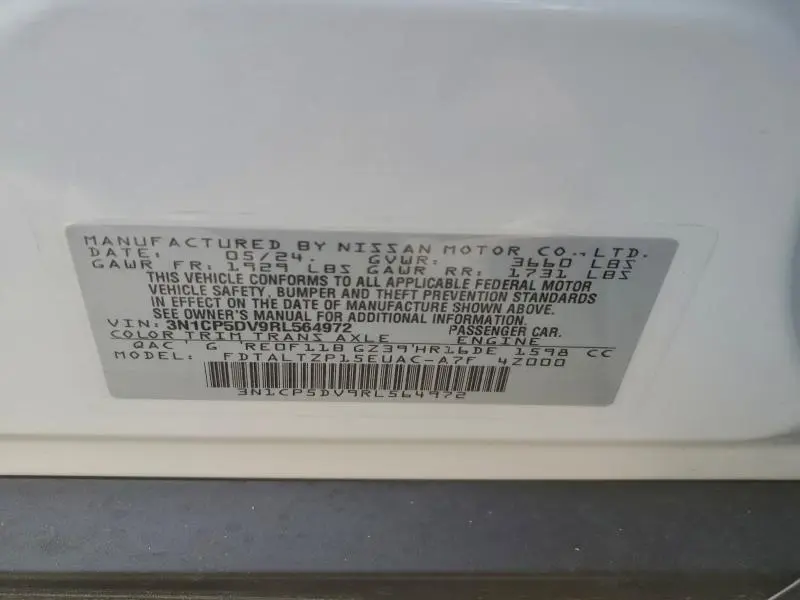 MANUFACTURED BY NISSAN MOTOR CO., LTD.
DATE: 05/24. GVWR: 3660 LBS
GAWR FR: 1929 LBS GAWR RR: 1731 LBS
THIS VEHICLE CONFORMS TO ALL APPLICABLE FEDERAL MOTOR
VEHICLE SAFETY, BUMPER AND THEFT PREVENTION STANDARDS
IN EFFECT ON THE DATE OF MANUFACTURE SHOWN ABOVE.
SEE OWNER'S MANUAL FOR ADDITIONAL INFORMATION.
VIN: 3N1CP5DV9RL564972 PASSENGER CAR.
COLOR TRIM TRANS AXLE ENGINE
QAC ' G 'RE0F11B GZ39'HR16DE 1598 CC
MODEL: FDTALTZP15EUAC-A7F 4Z000
3N1CP5DV9RL564972